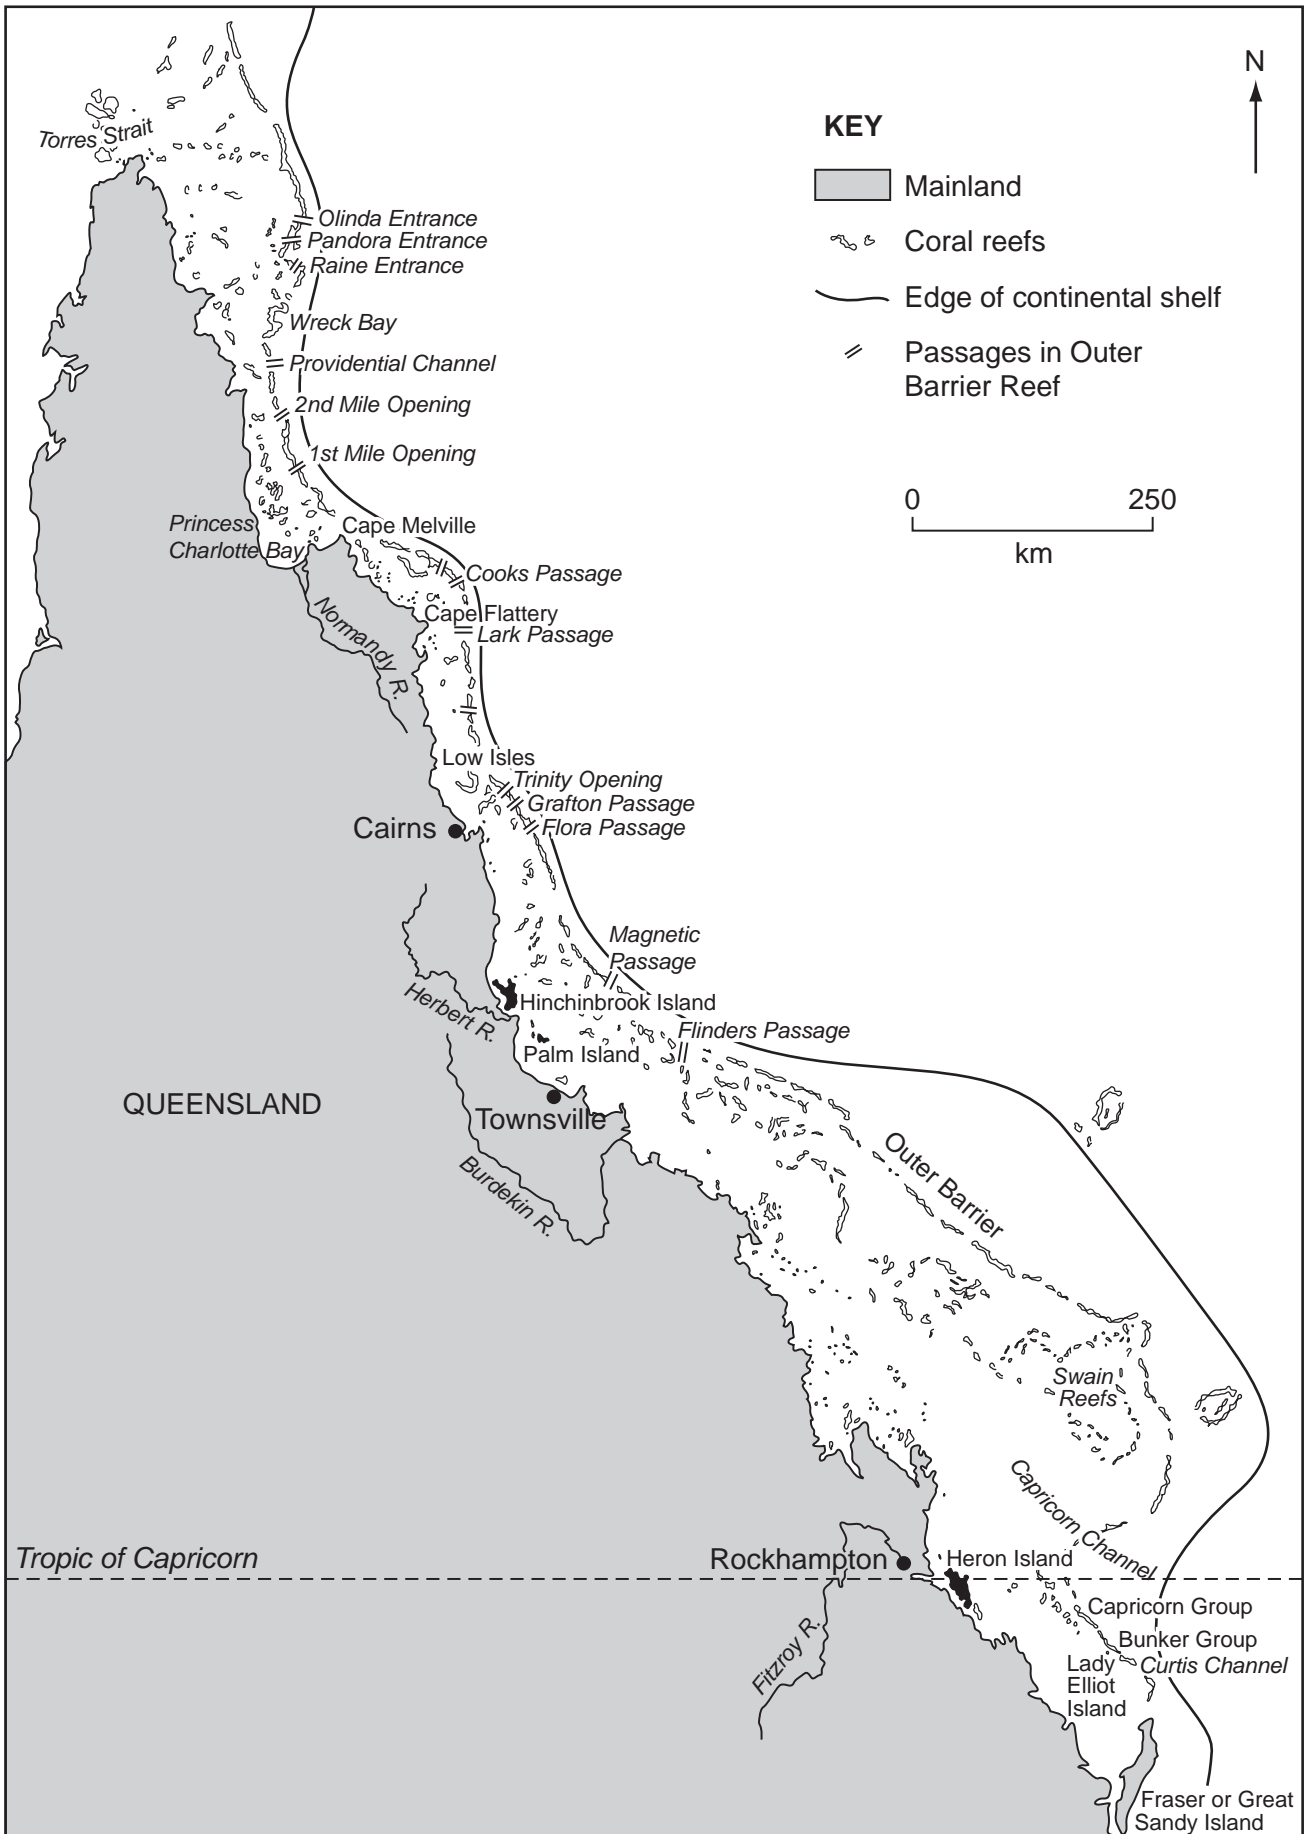 N
KEY
Mainland
Coral reefs
Edge of continental shelf
Passages in Outer
Barrier Reef
0 250
km
Torres Strait
Olinda Entrance
Pandora Entrance
Raine Entrance
Wreck Bay
Providential Channel
2nd Mile Opening
1st Mile Opening
Princess
Charlotte Bay
Cape Melville
Cooks Passage
Cape Flattery
Lark Passage
Normandy R.
Low Isles
Trinity Opening
Grafton Passage
Flora Passage
Cairns
Magnetic
Passage
Herbert R.
Hinchinbrook Island
Flinders Passage
Palm Island
QUEENSLAND
Townsville
Burdekin R.
Outer Barrier
Swain
Reefs
Capricorn Channel
Tropic of Capricorn
Rockhampton
Heron Island
Capricorn Group
Fitzroy R.
Bunker Group
Curtis Channel
Lady
Elliot
Island
Fraser or Great
Sandy Island